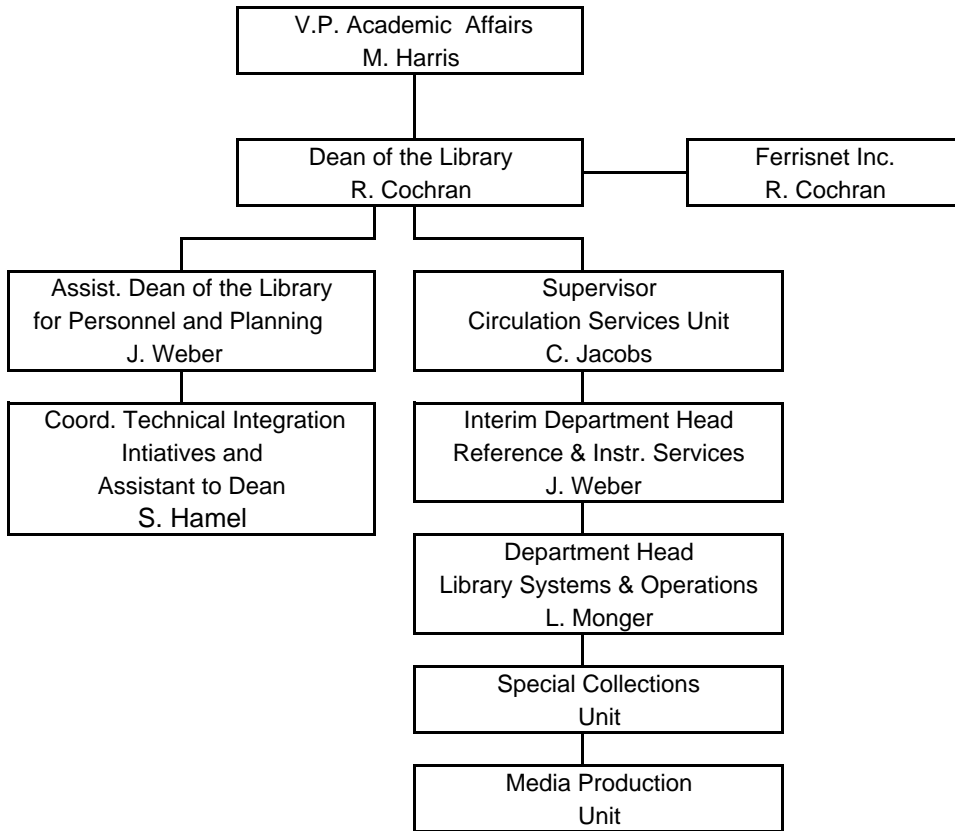 V.P. Academic Affairs
M. Harris
Dean of the Library
R. Cochran
Ferrisnet Inc.
R. Cochran
Assist. Dean of the Library
for Personnel and Planning
J. Weber
Supervisor
Circulation Services Unit
C. Jacobs
Coord. Technical Integration
Intiatives and
Assistant to Dean
S. Hamel
Interim Department Head
Reference & Instr. Services
J. Weber
Department Head
Library Systems & Operations
L. Monger
Special Collections
Unit
Media Production
Unit